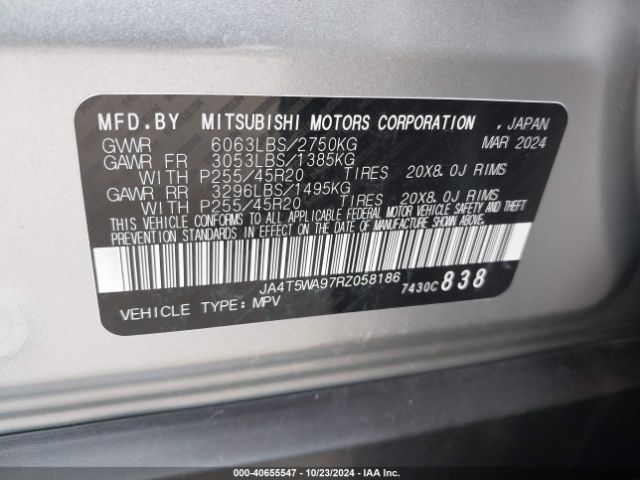 MFD.BY MITSUBISHI MOTORS CORPORATION , JAPAN
GVWR 6063LBS/2750KG MAR 2024
GAWR FR 3053LBS/1385KG
WITH P255/45R20 TIRES 20X8.0J RIMS
GAWR RR 3296LBS/1495KG
WITH P255/45R20 TIRES 20X8.0J RIMS
THIS VEHICLE CONFORMS TO ALL APPLICABLE FEDERAL MOTOR VEHICLE SAFETY AND THEFT
PREVENTION STANDARDS IN EFFECT ON THE DATE OF MANUFACTURE SHOWN ABOVE.
JA4T5WA97RZ058186 7430C 838
VEHICLE TYPE: MPV
000-40655547 - 10/23/2024 - IAA Inc.